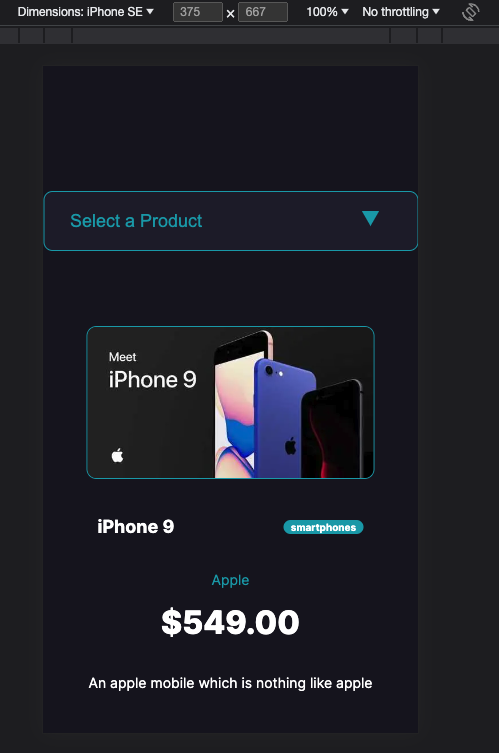 Dimensions: iPhone SE ▼ 375 × 667 100% ▼ No throttling ▼
Select a Product ▼
Meet
iPhone 9
iPhone 9 smartphones
Apple
$549.00
An apple mobile which is nothing like apple